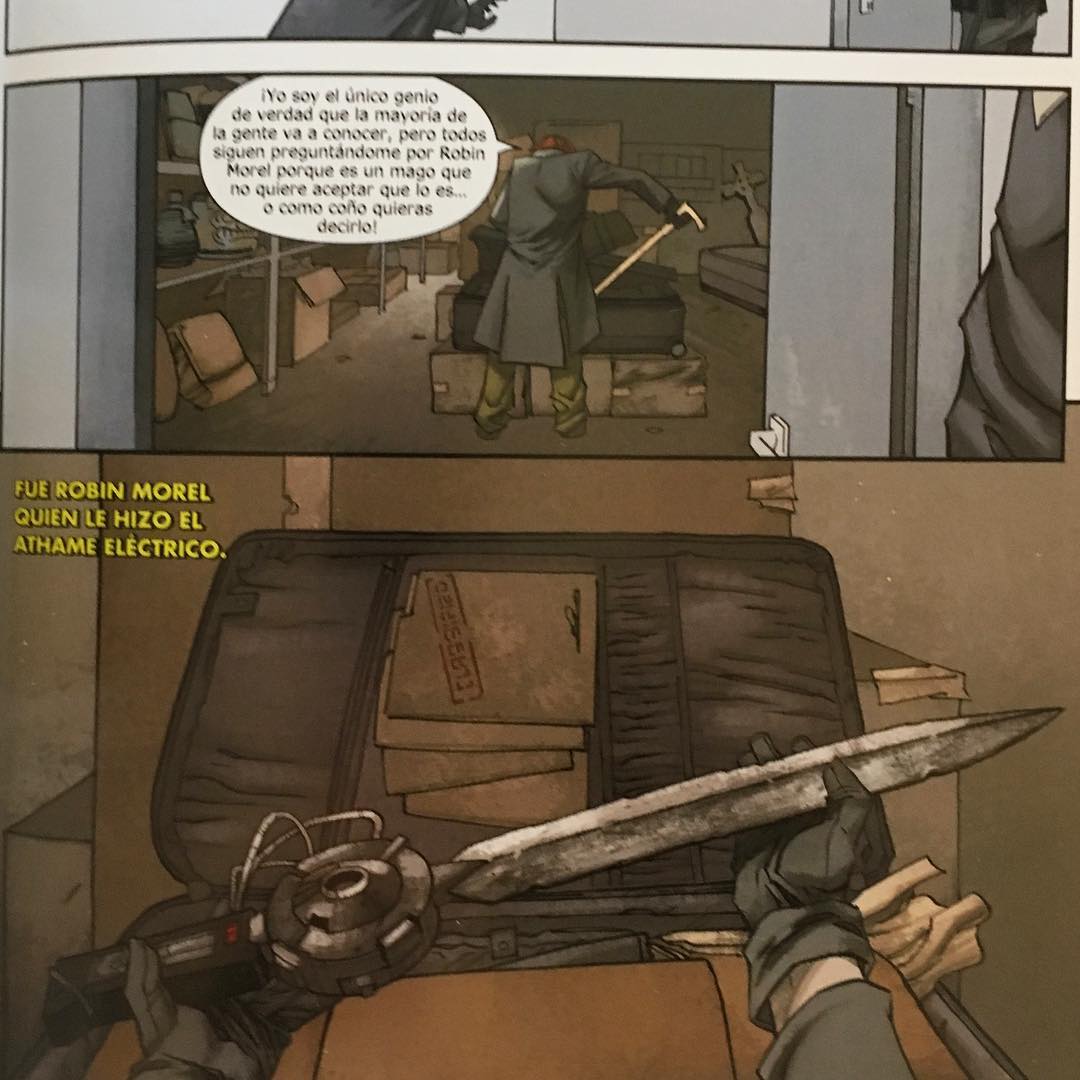 ¡Yo soy el único genio
de verdad que la mayoría de
la gente va a conocer, pero todos
siguen preguntándome por Robin
Morel porque es un mago que
no quiere aceptar que lo es...
o como coño quieras
decirlo!
FUE ROBIN MOREL
QUIEN LE HIZO EL
ATHAME ELÉCTRICO.